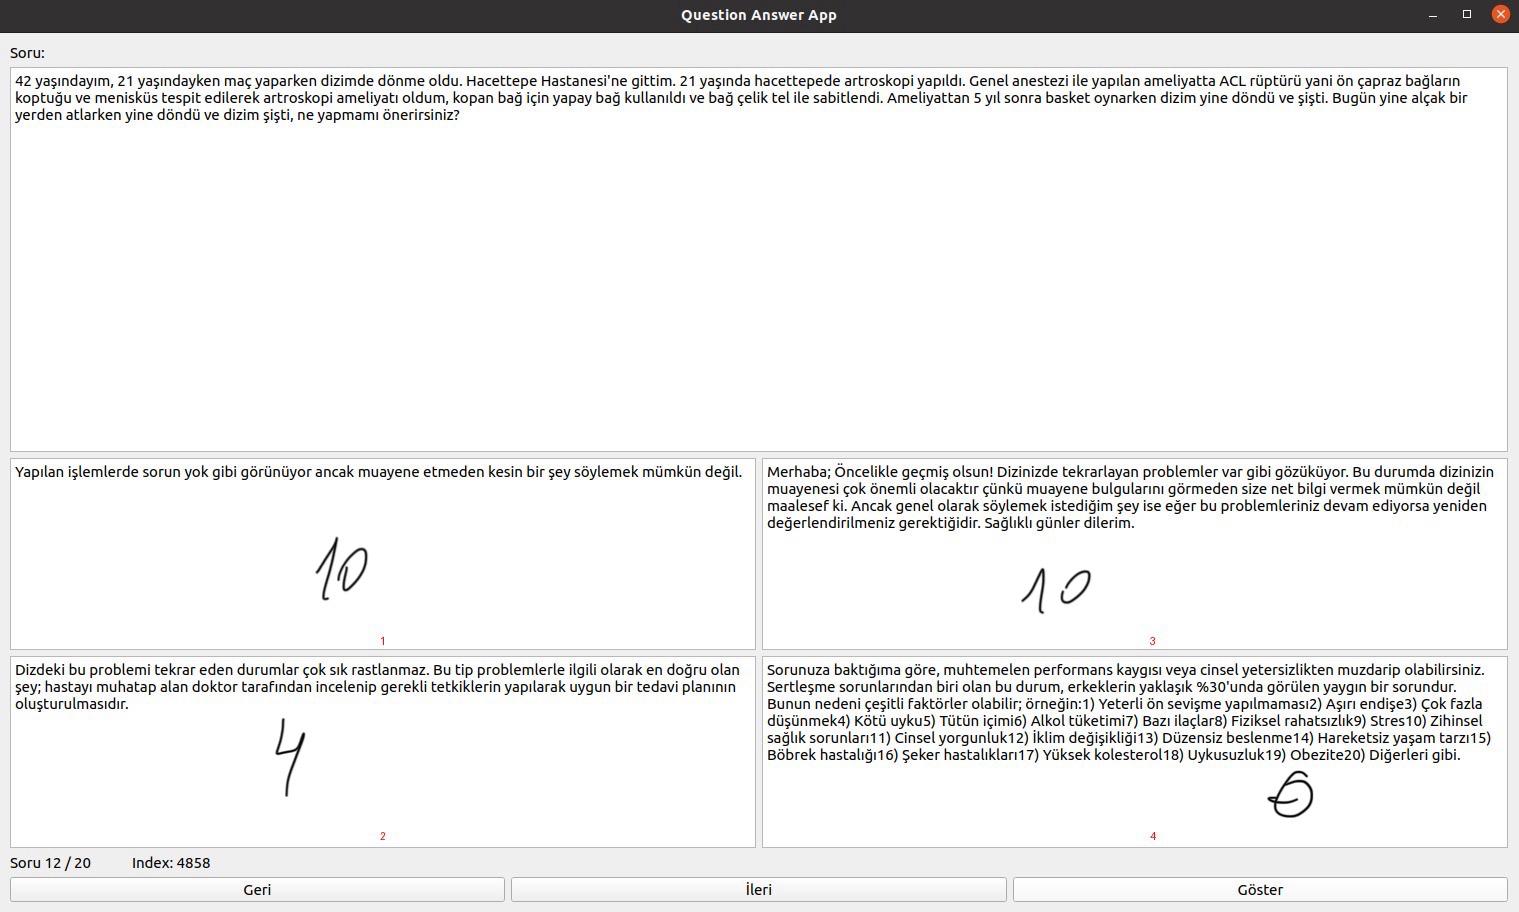 Question Answer App
Soru:
42 yaşındayım, 21 yaşındayken maç yaparken dizimde dönme oldu. Hacettepe Hastanesi'ne gittim. 21 yaşında hacettepede artroskopi yapıldı. Genel anestezi ile yapılan ameliyatta ACL rüptürü yani ön çapraz bağların
koptuğu ve menisküs tespit edilerek artroskopi ameliyatı oldum, kopan bağ için yapay bağ kullanıldı ve bağ çelik tel ile sabitlendi. Ameliyattan 5 yıl sonra basket oynarken dizim yine döndü ve şişti. Bugün yine alçak bir
yerden atlarken yine döndü ve dizim şişti, ne yapmamı önerirsiniz?
Yapılan işlemlerde sorun yok gibi görünüyor ancak muayene etmeden kesin bir şey söylemek mümkün değil.
10
1
Merhaba; Öncelikle geçmiş olsun! Dizinizde tekrarlayan problemler var gibi gözüküyor. Bu durumda dizinizin
muayenesi çok önemli olacaktır çünkü muayene bulgularını görmeden size net bilgi vermek mümkün değil
maalesef ki. Ancak genel olarak söylemek istediğim şey ise eğer bu problemleriniz devam ediyorsa yeniden
değerlendirilmeniz gerektiğidir. Sağlıklı günler dilerim.
10
3
Dizdeki bu problemi tekrar eden durumlar çok sık rastlanmaz. Bu tip problemlerle ilgili olarak en doğru olan
şey; hastayı muhatap alan doktor tarafından incelenip gerekli tetkiklerin yapılarak uygun bir tedavi planının
oluşturulmasıdır.
4
2
Sorunuza baktığıma göre, muhtemelen performans kaygısı veya cinsel yetersizlikten muzdarip olabilirsiniz.
Sertleşme sorunlarından biri olan bu durum, erkeklerin yaklaşık %30'unda görülen yaygın bir sorundur.
Bunun nedeni çeşitli faktörler olabilir; örneğin:1) Yeterli ön sevişme yapılmaması2) Aşırı endişe3) Çok fazla
düşünmek4) Kötü uyku5) Tütün içimi6) Alkol tüketimi7) Bazı ilaçlar8) Fiziksel rahatsızlık9) Stres10) Zihinsel
sağlık sorunları11) Cinsel yorgunluk12) İklim değişikliği13) Düzensiz beslenme14) Hareketsiz yaşam tarzı15)
Böbrek hastalığı16) Şeker hastalıkları17) Yüksek kolesterol18) Uykusuzluk19) Obezite20) Diğerleri gibi.
4
Soru 12 / 20
Index: 4858
Geri
İleri
Göster